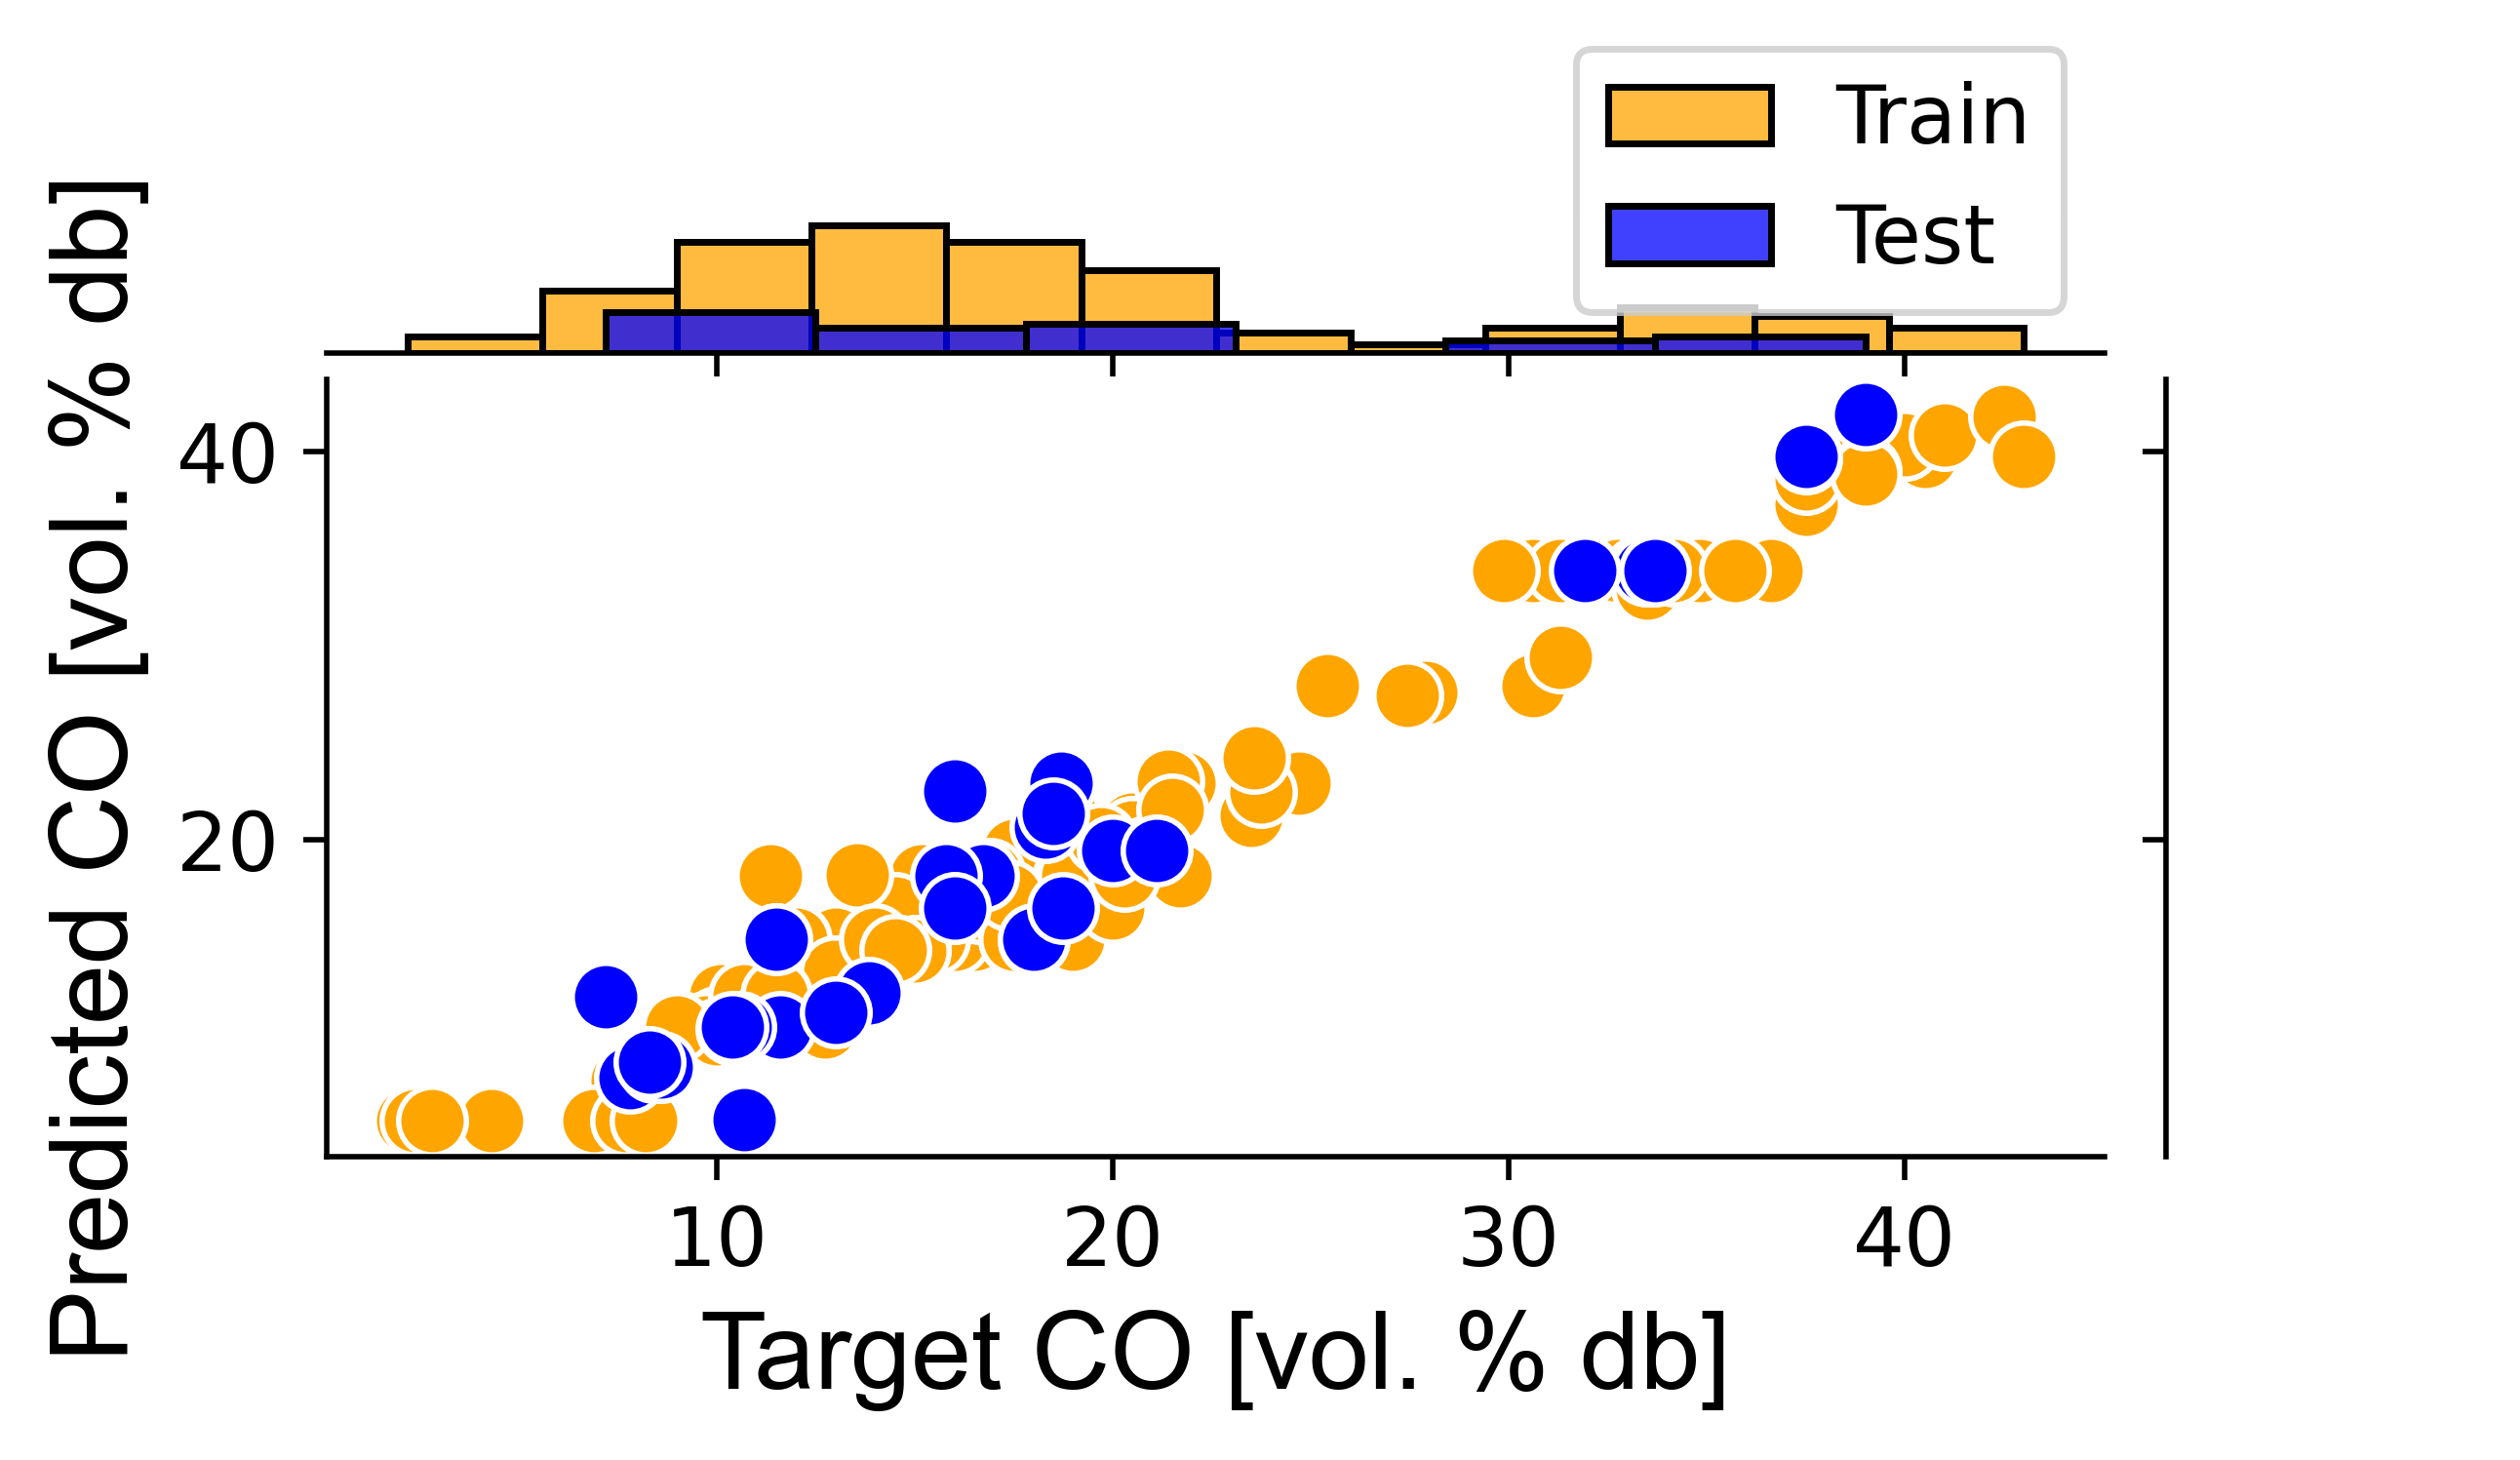 Train
Test
Predicted CO [vol. % db]
40
20
10 20 30 40
Target CO [vol. % db]